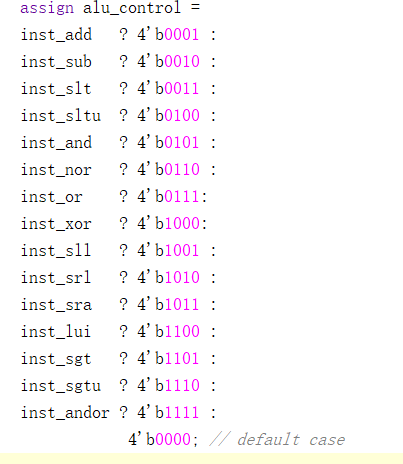 assign alu_control =
inst_add ? 4'b0001 :
inst_sub ? 4'b0010 :
inst_slt ? 4'b0011 :
inst_sltu ? 4'b0100 :
inst_and ? 4'b0101 :
inst_nor ? 4'b0110 :
inst_or ? 4'b0111:
inst_xor ? 4'b1000:
inst_sll ? 4'b1001 :
inst_srl ? 4'b1010 :
inst_sra ? 4'b1011 :
inst_lui ? 4'b1100 :
inst_sgt ? 4'b1101 :
inst_sgtu ? 4'b1110 :
inst_andor ? 4'b1111 :
4'b0000; // default case